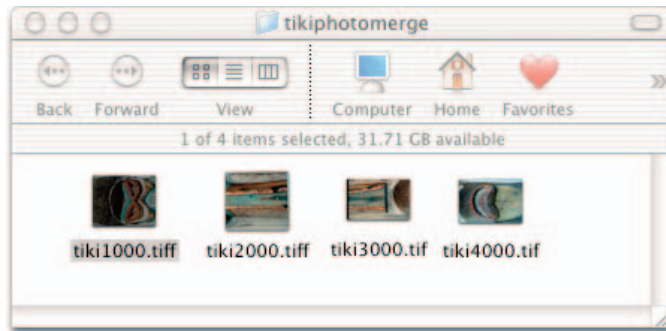 tikiphotomerge
Back Forward View Computer Home Favorites
1 of 4 items selected, 31.71 GB available
tiki1000.tiff tiki2000.tiff tiki3000.tif tiki4000.tif